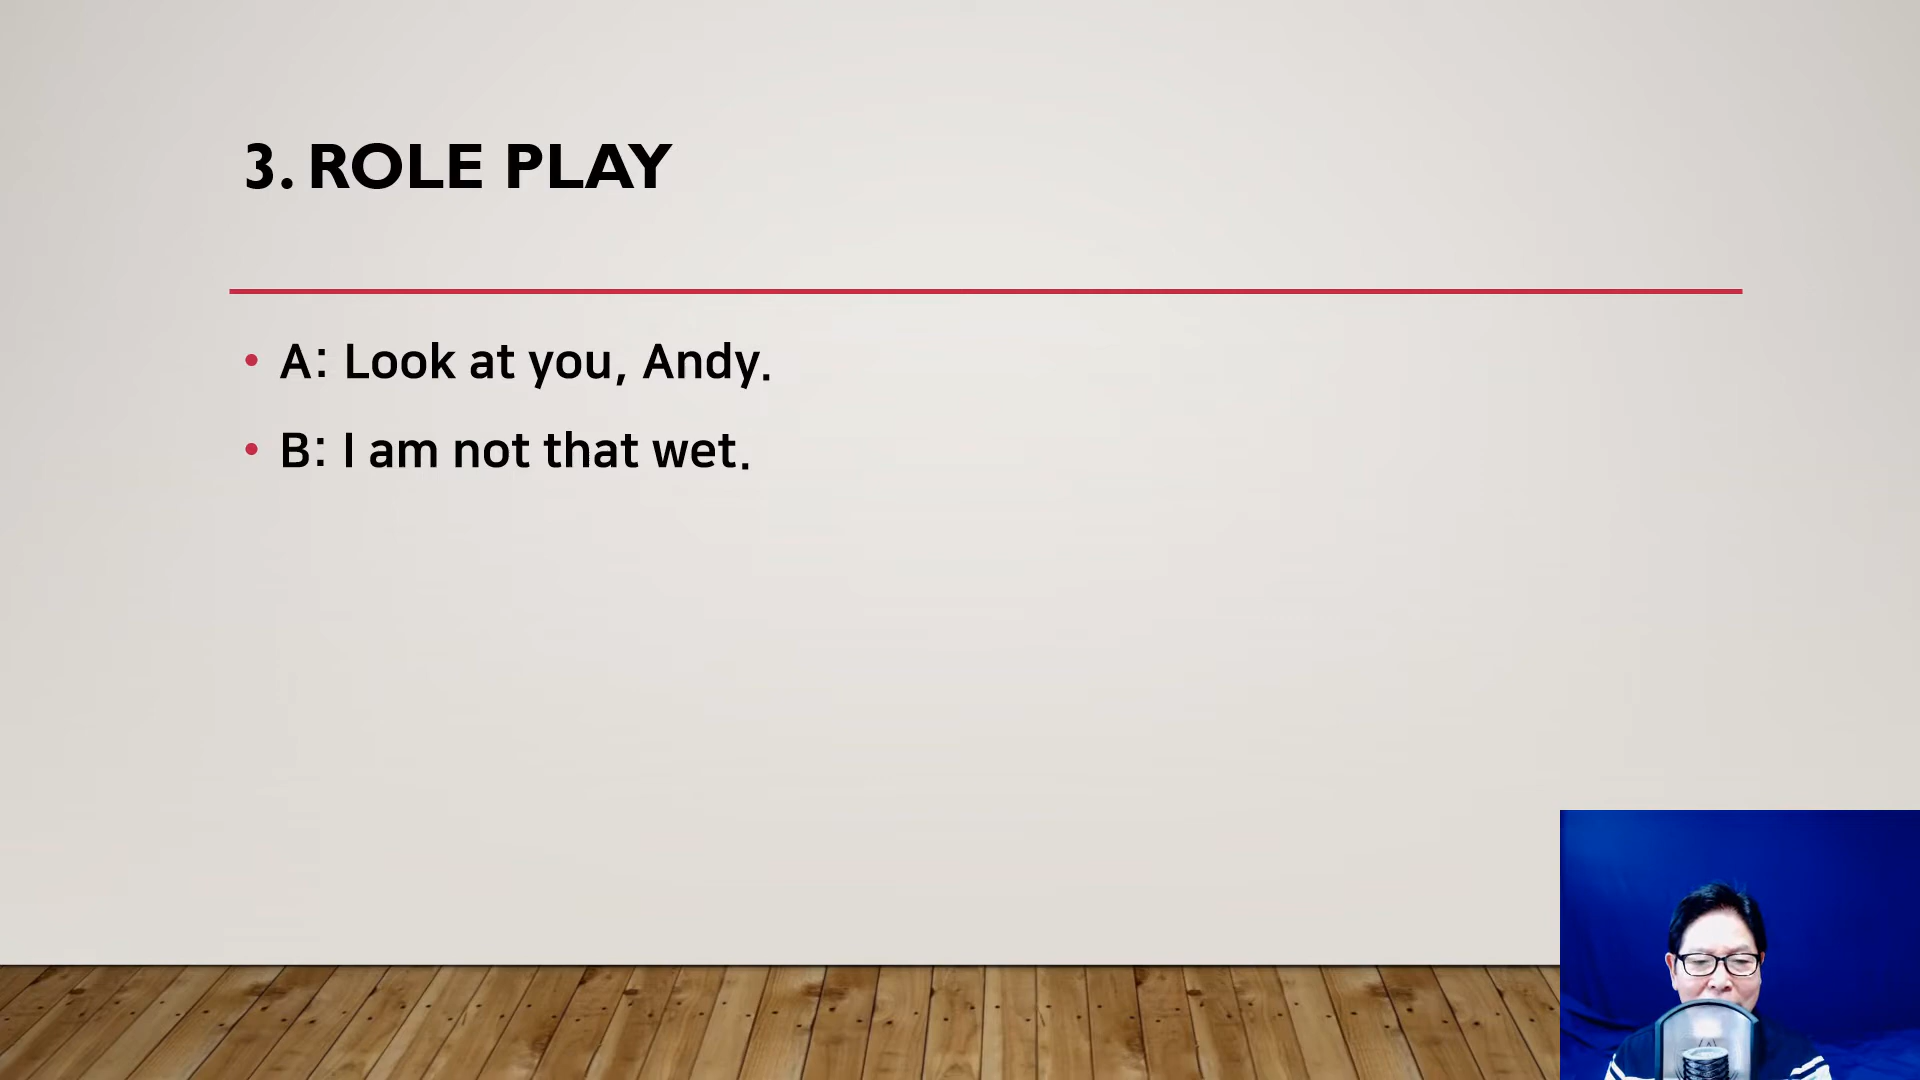 3. ROLE PLAY
• A: Look at you, Andy.
• B: I am not that wet.